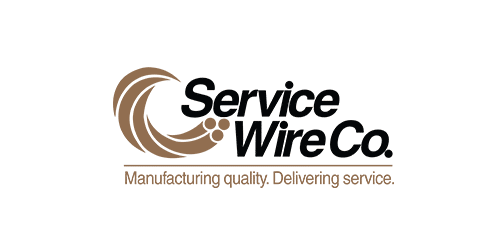 Service
Wire Co.
Manufacturing quality. Delivering service.